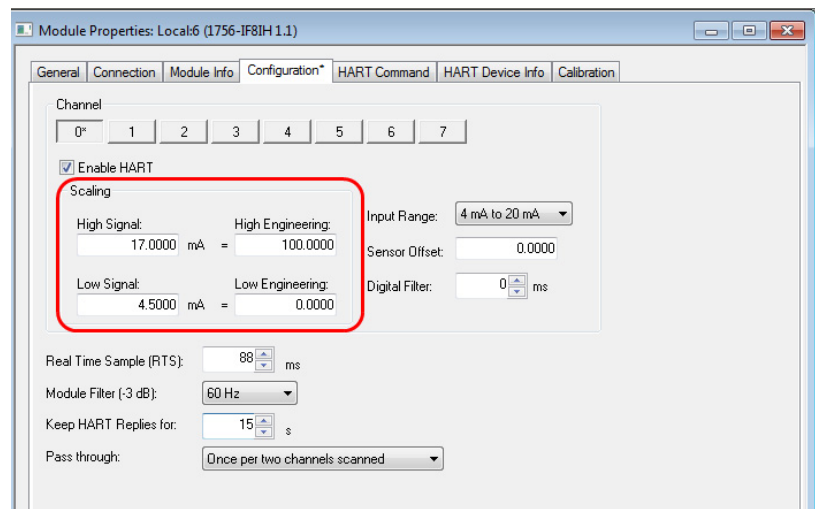 Module Properties: Local:6 (1756-IF8IH 1.1)
General Connection Module Info Configuration* HART Command HART Device Info Calibration
Channel
0* 1 2 3 4 5 6 7
Enable HART
Scaling
High Signal: High Engineering: Input Range: 4 mA to 20 mA
17.0000 mA = 100.0000
Sensor Offset: 0.0000
Low Signal: Low Engineering: Digital Filter: 0 ms
4.5000 mA = 0.0000
Real Time Sample (RTS): 88 ms
Module Filter (-3 dB): 60 Hz
Keep HART Replies for: 15 s
Pass through: Once per two channels scanned